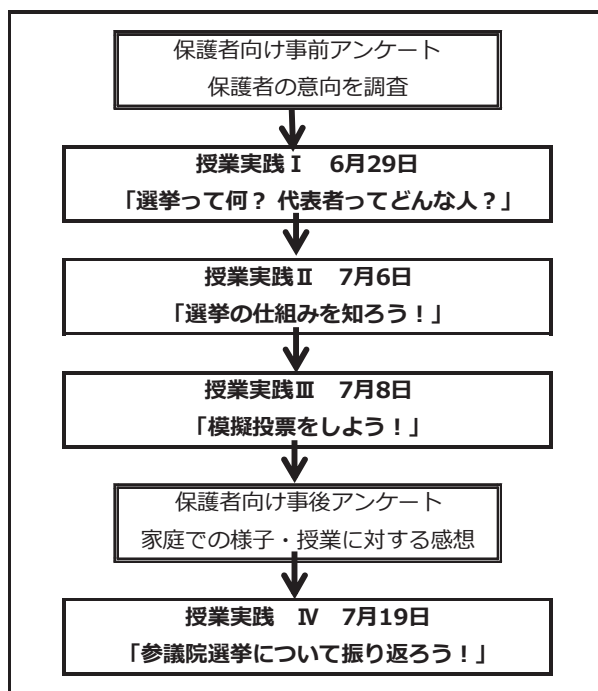 保護者向け事前アンケート
保護者の意向を調査
授業実践Ⅰ　6月29日
「選挙って何？ 代表者ってどんな人？」
授業実践Ⅱ　7月6日
「選挙の仕組みを知ろう！」
授業実践Ⅲ　7月8日
「模擬投票をしよう！」
保護者向け事後アンケート
家庭での様子・授業に対する感想
授業実践　Ⅳ　7月19日
「参議院選挙について振り返ろう！」